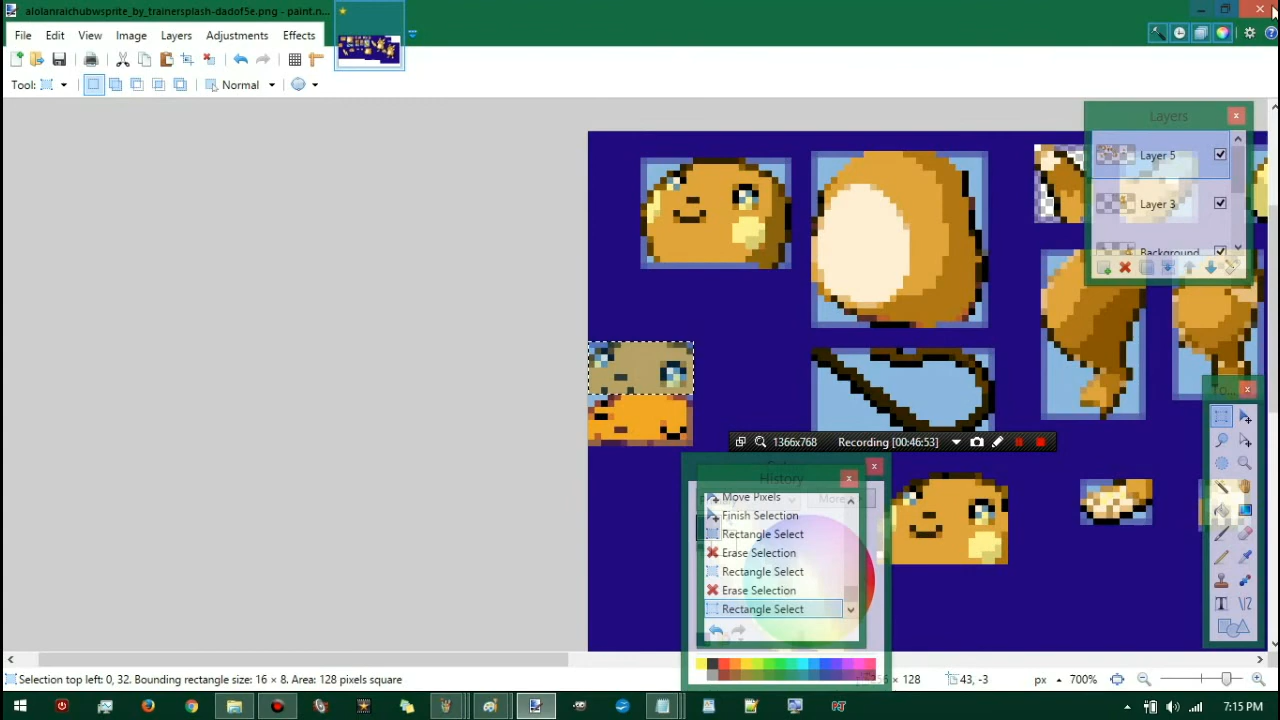 alolanraichubwsprite_by_trainersplash-dadof5e.png - paint.n...
File Edit View Image Layers Adjustments Effects
Tool: Normal
Layers
Layer 5
Layer 3
Background
To...
1366x768 Recording [00:46:53]
History
More
Move Pixels
Finish Selection
Rectangle Select
Erase Selection
Rectangle Select
Erase Selection
Rectangle Select
Selection top left: 0, 32. Bounding rectangle size: 16 × 8. Area: 128 pixels square
× 128 43, -3 px 700%
7:15 PM